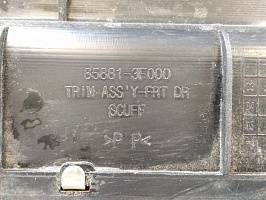 85881-3F000
TRIM ASS'Y-FRT DR
SCUFF
>P P<